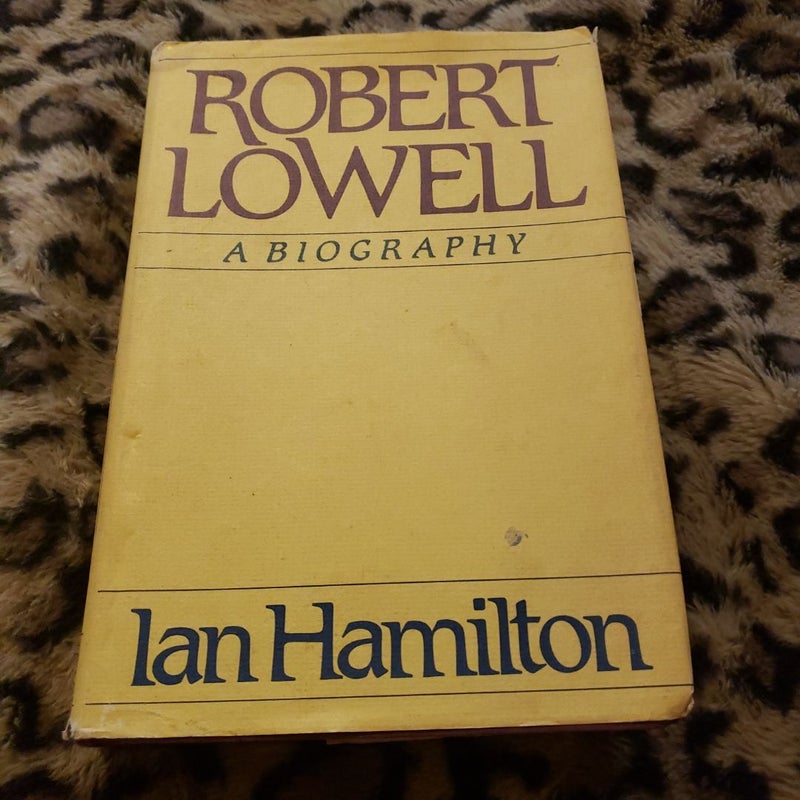 ROBERT
LOWELL
A BIOGRAPHY
Ian Hamilton